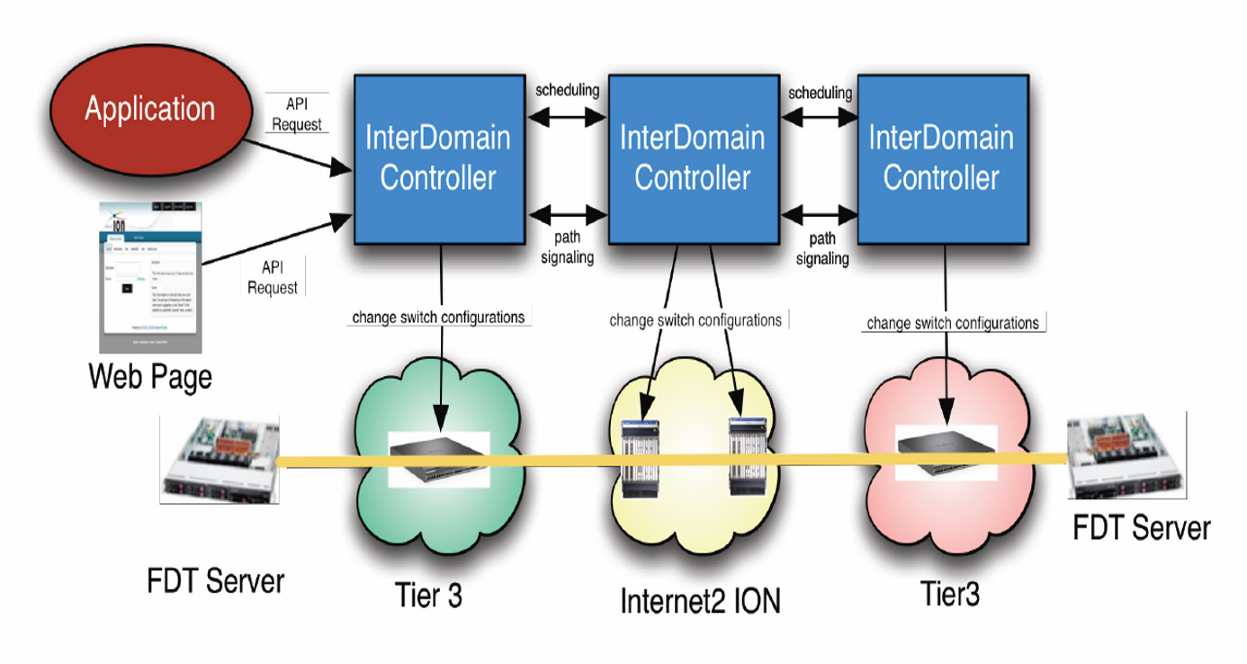 Application
API
Request
InterDomain
Controller
scheduling
path
signaling
InterDomain
Controller
scheduling
path
signaling
InterDomain
Controller
ION
API
Request
Web Page
change switch configurations
change switch configurations
change switch configurations
FDT Server
Tier 3
Internet2 ION
Tier3
FDT Server